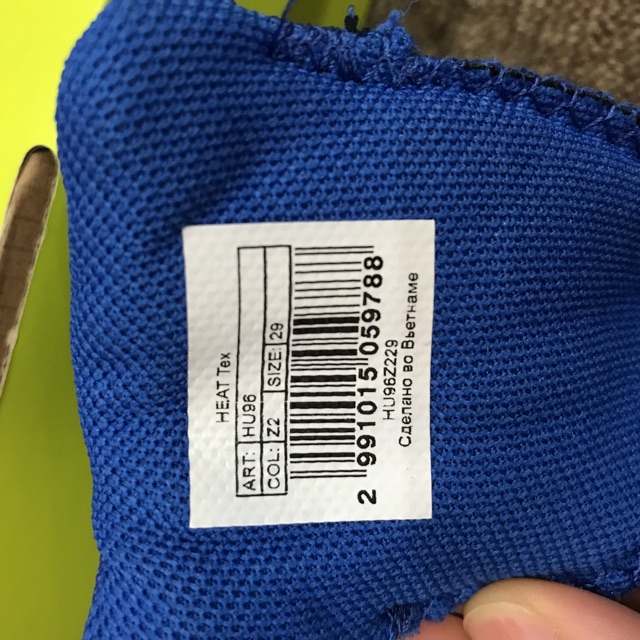 HEAT Tex
ART: HU96
COL: Z2 SIZE: 29
2 991015 059788
HU96Z229
Сделано во Вьетнаме